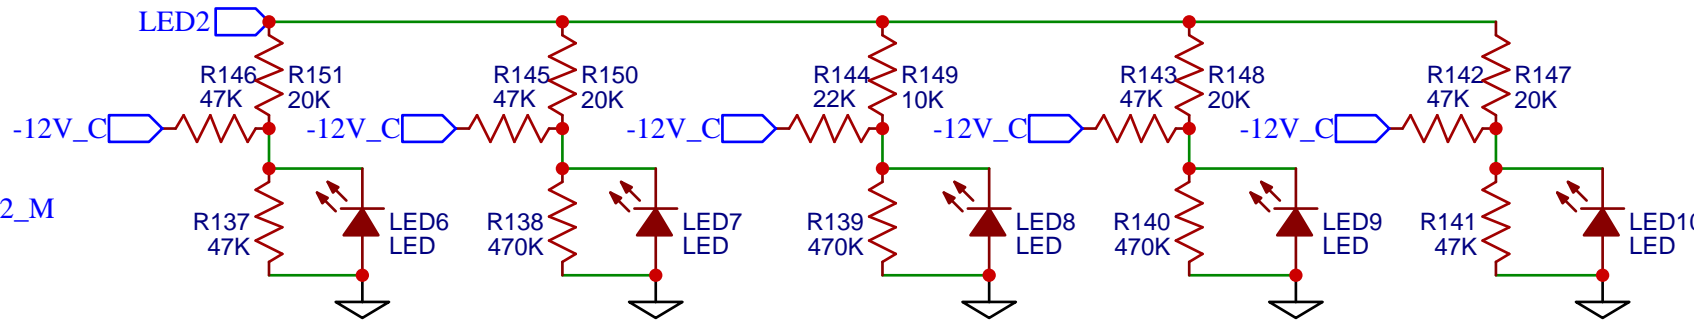 LED2
R146 R151 R145 R150 R144 R149 R143 R148 R142 R147
47K 20K 47K 20K 22K 10K 47K 20K 47K 20K
-12V_C -12V_C -12V_C -12V_C -12V_C
2_M
R137 LED6 R138 LED7 R139 LED8 R140 LED9 R141 LED10
47K LED 470K LED 470K LED 470K LED 47K LED